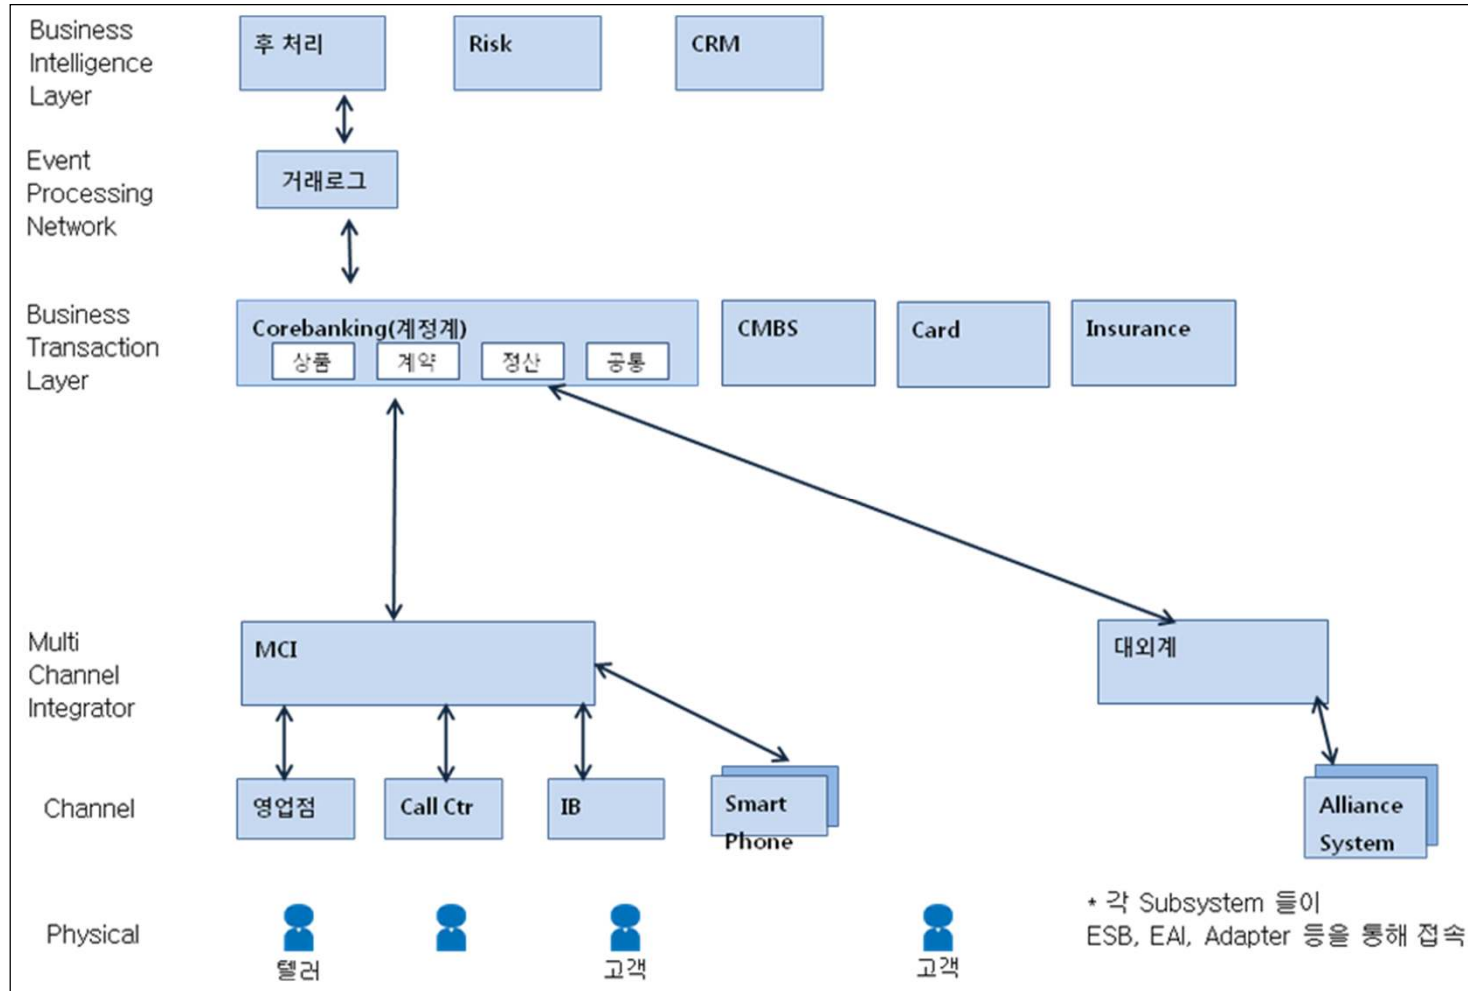 Business
Intelligence
Layer
후 처리
Risk
CRM
Event
Processing
Network
거래로그
Business
Transaction
Layer
Corebanking(계정계)
상품
계약
정산
공통
CMBS
Card
Insurance
Multi
Channel
Integrator
MCI
대외계
Channel
영업점
Call Ctr
IB
Smart
Phone
Alliance
System
Physical
텔러
고객
고객
* 각 Subsystem 들이
ESB, EAI, Adapter 등을 통해 접속